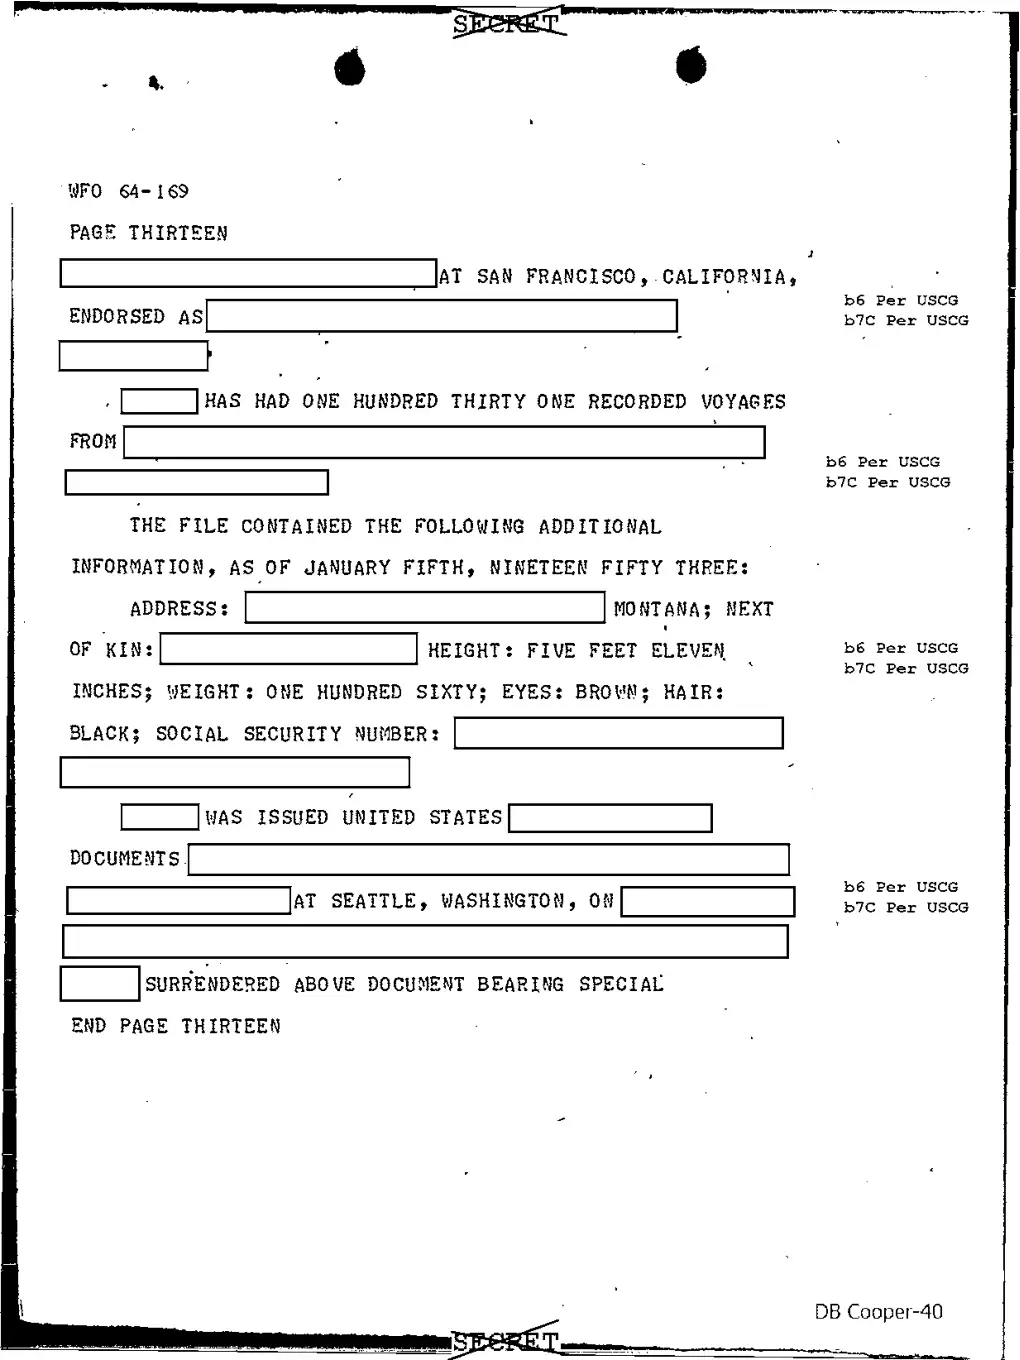 SECRET
WFO 64-169
PAGE THIRTEEN
AT SAN FRANCISCO, CALIFORNIA,
ENDORSED AS
b6 Per USCG
b7C Per USCG
HAS HAD ONE HUNDRED THIRTY ONE RECORDED VOYAGES
FROM
b6 Per USCG
b7C Per USCG
THE FILE CONTAINED THE FOLLOWING ADDITIONAL
INFORMATION, AS OF JANUARY FIFTH, NINETEEN FIFTY THREE:
ADDRESS: MONTANA; NEXT
OF KIN: HEIGHT: FIVE FEET ELEVEN
b6 Per USCG
b7C Per USCG
INCHES; WEIGHT: ONE HUNDRED SIXTY; EYES: BROWN; HAIR:
BLACK; SOCIAL SECURITY NUMBER:
WAS ISSUED UNITED STATES
DOCUMENTS
AT SEATTLE, WASHINGTON, ON
b6 Per USCG
b7C Per USCG
SURRENDERED ABOVE DOCUMENT BEARING SPECIAL
END PAGE THIRTEEN
DB Cooper-40
SECRET